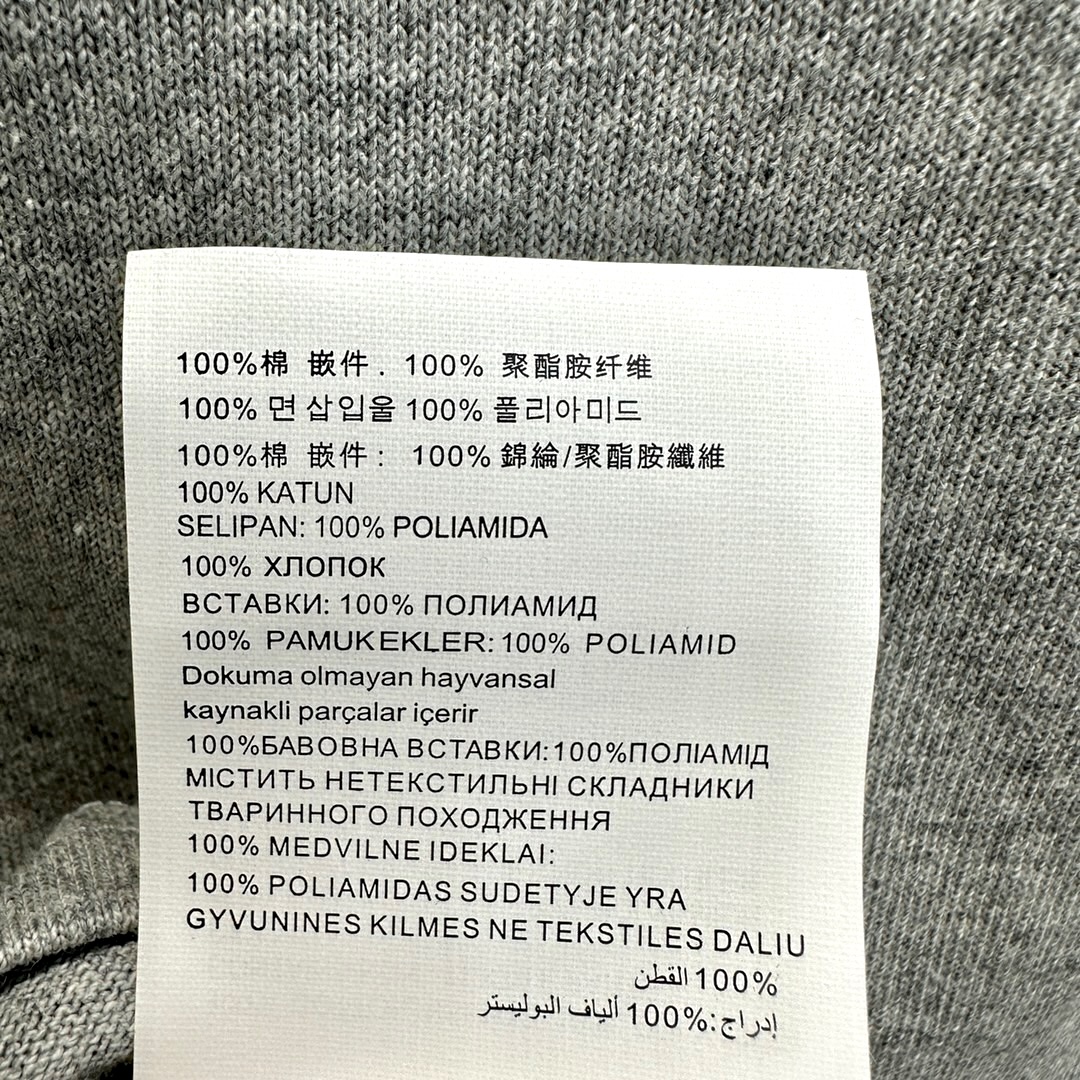 100%棉 嵌件. 100% 聚酯胺纤维
100% 면 삽입울 100% 폴리아미드
100%棉 嵌件: 100% 錦綸/聚酯胺纖維
100% KATUN
SELIPAN: 100% POLIAMIDA
100% ХЛОПОК
ВСТАВКИ: 100% ПОЛИАМИД
100% PAMUK EKLER: 100% POLIAMID
Dokuma olmayan hayvansal
kaynakli parçalar içerir
100%БАВОВНА ВСТАВКИ:100%ПОЛІАМІД
МІСТИТЬ НЕТЕКСТИЛЬНІ СКЛАДНИКИ
ТВАРИННОГО ПОХОДЖЕННЯ
100% MEDVILNE IDEKLAI:
100% POLIAMIDAS SUDETYJE YRA
GYVUNINES KILMES NE TEKSTILES DALIU
100% القطن
إدراج:100% ألياف البوليستر